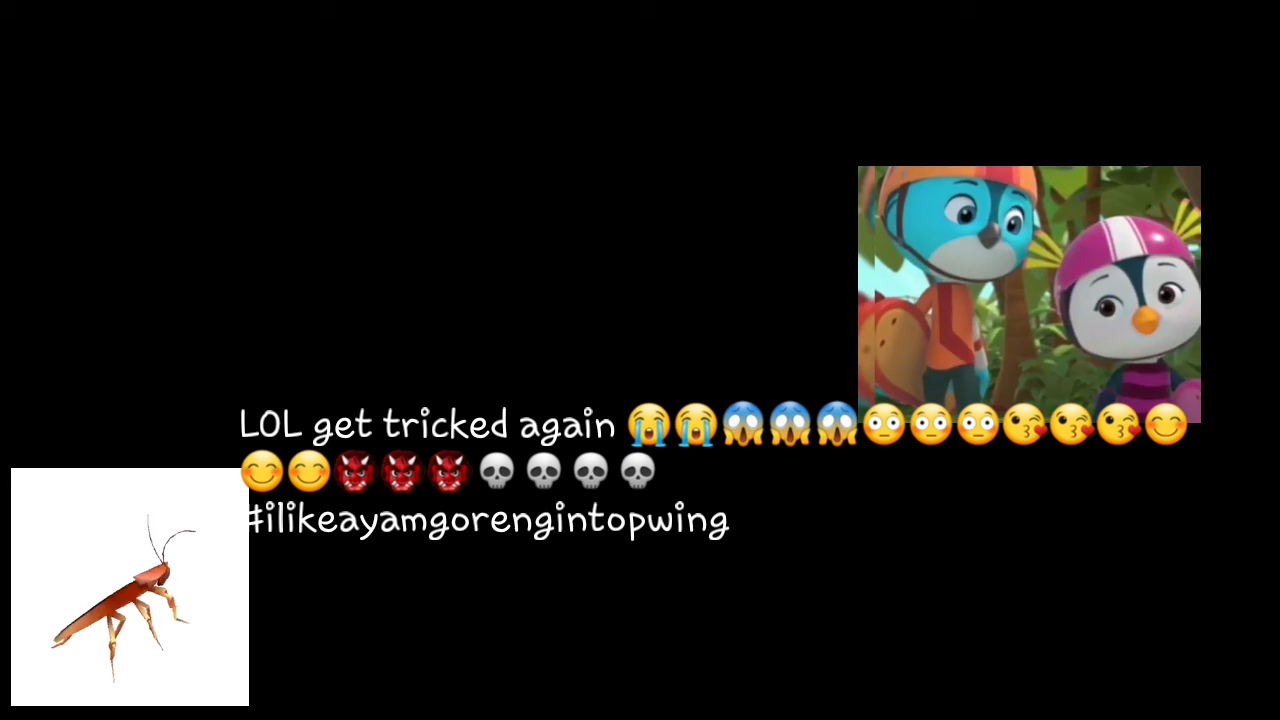 LOL get tricked again 😭😭😱😱😱😳😳😳😘😘😘😊
😊😊👹👹👹💀💀💀💀
#ilikeayamgorengintopwing